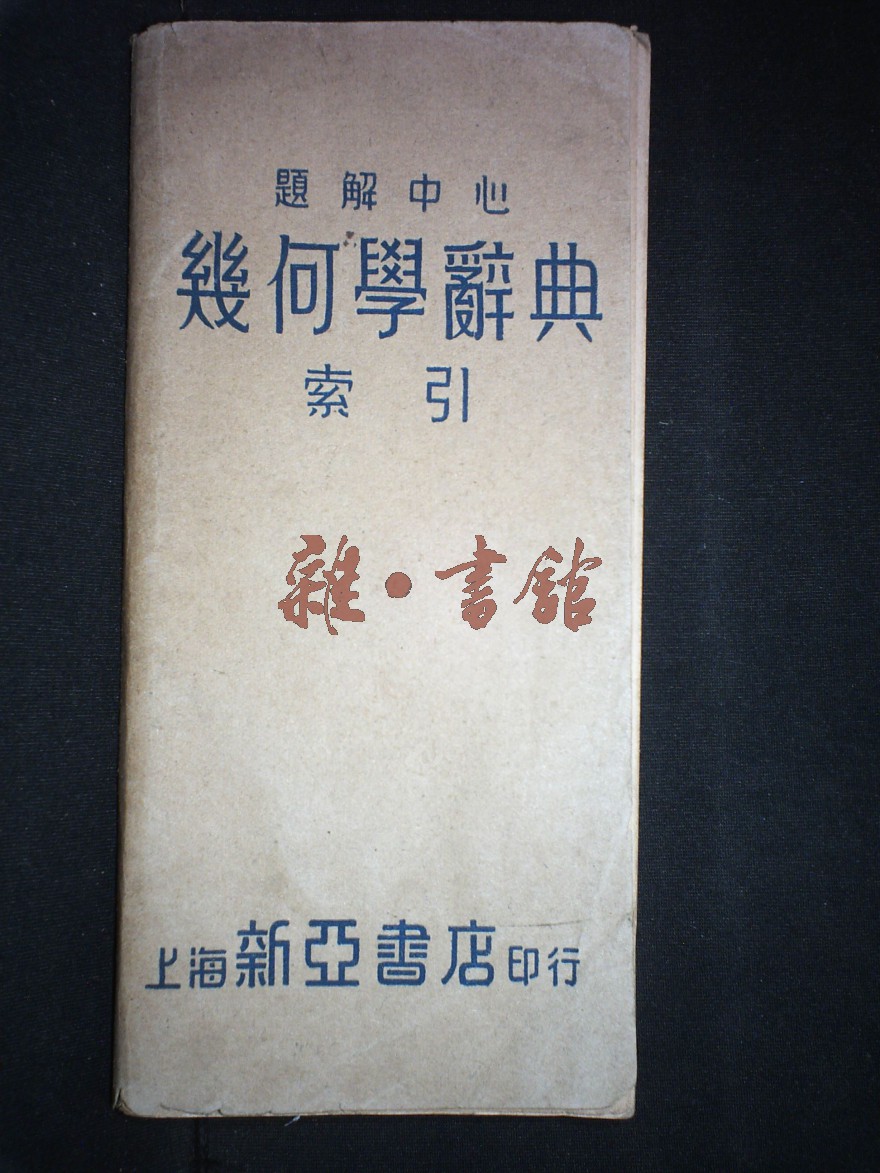 題解中心
幾何學辭典
索引
雜·書館
上海新亞書店印行